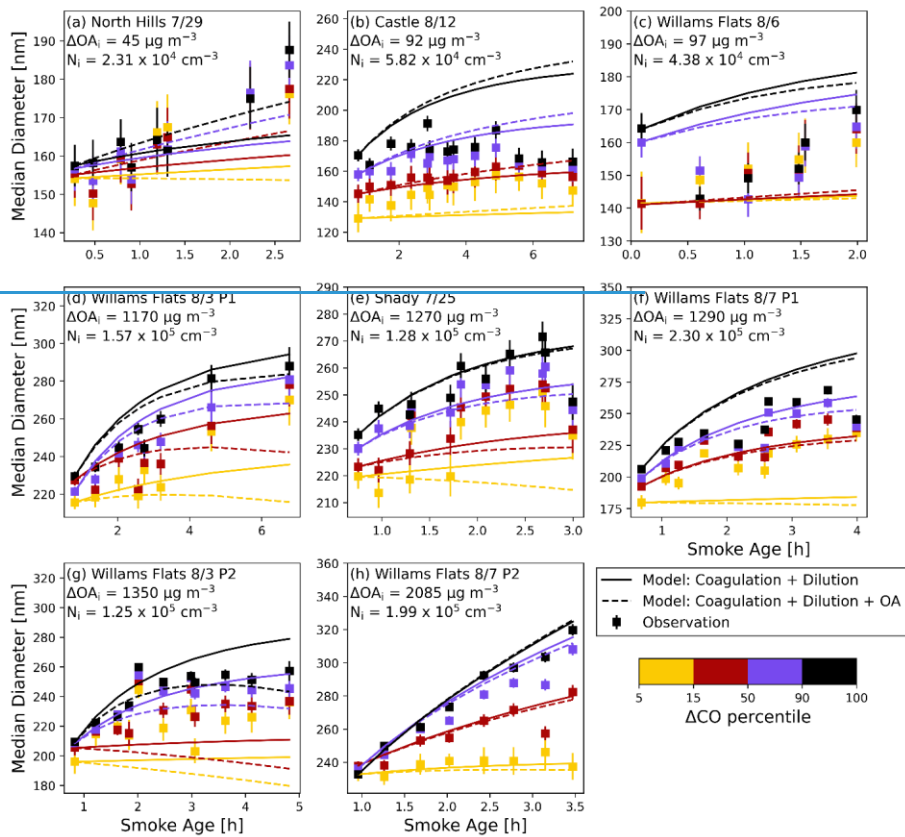 (a) North Hills 7/29
ΔOAᵢ = 45 μg m⁻³
Nᵢ = 2.31 x 10⁴ cm⁻³
190
180
170
160
150
140
0.5 1.0 1.5 2.0 2.5
Median Diameter [nm]
(b) Castle 8/12
ΔOAᵢ = 92 μg m⁻³
Nᵢ = 5.82 x 10⁴ cm⁻³
280
260
240
220
200
180
160
140
120
2 4 6
(c) Willams Flats 8/6
ΔOAᵢ = 97 μg m⁻³
Nᵢ = 4.38 x 10⁴ cm⁻³
200
190
180
170
160
150
140
130
0.0 0.5 1.0 1.5 2.0
(d) Willams Flats 8/3 P1
ΔOAᵢ = 1170 μg m⁻³
Nᵢ = 1.57 x 10⁵ cm⁻³
320
300
280
260
240
220
2 4 6
Median Diameter [nm]
(e) Shady 7/25
ΔOAᵢ = 1270 μg m⁻³
Nᵢ = 1.28 x 10⁵ cm⁻³
290
280
270
260
250
240
230
220
210
1.0 1.5 2.0 2.5 3.0
Smoke Age [h]
(f) Willams Flats 8/7 P1
ΔOAᵢ = 1290 μg m⁻³
Nᵢ = 2.30 x 10⁵ cm⁻³
350
325
300
275
250
225
200
175
1 2 3 4
Smoke Age [h]
(g) Willams Flats 8/3 P2
ΔOAᵢ = 1350 μg m⁻³
Nᵢ = 1.25 x 10⁵ cm⁻³
320
300
280
260
240
220
200
180
1 2 3 4 5
Median Diameter [nm]
Smoke Age [h]
(h) Willams Flats 8/7 P2
ΔOAᵢ = 2085 μg m⁻³
Nᵢ = 1.99 x 10⁵ cm⁻³
360
340
320
300
280
260
240
1.0 1.5 2.0 2.5 3.0 3.5
Smoke Age [h]
Model: Coagulation + Dilution
Model: Coagulation + Dilution + OA
Observation
5 15 50 90 100
ΔCO percentile